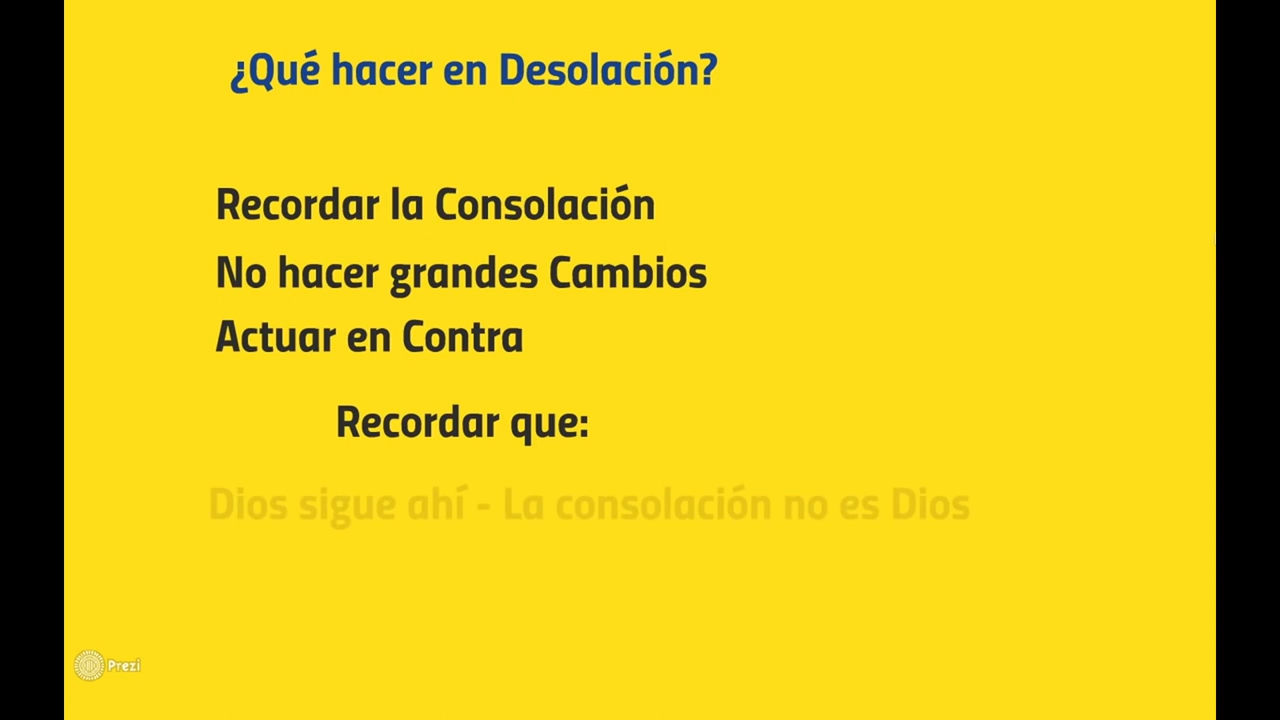 ¿Qué hacer en Desolación?
Recordar la Consolación
No hacer grandes Cambios
Actuar en Contra
Recordar que:
Dios sigue ahí - La consolación no es Dios
Prezi